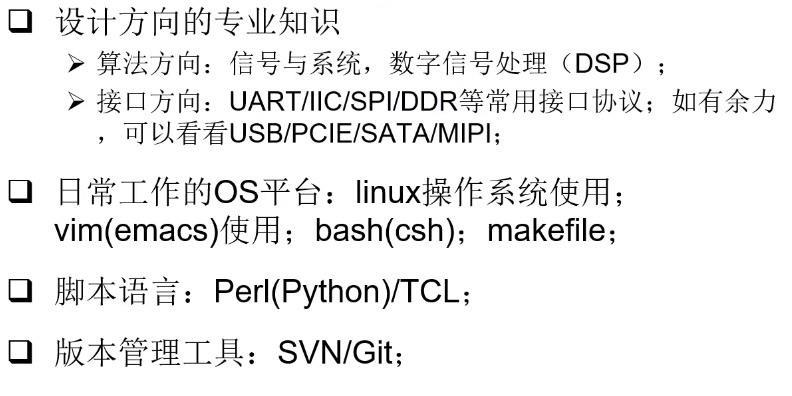 ❑ 设计方向的专业知识
➢ 算法方向：信号与系统，数字信号处理（DSP）；
➢ 接口方向：UART/IIC/SPI/DDR等常用接口协议；如有余力
，可以看看USB/PCIE/SATA/MIPI；
❑ 日常工作的OS平台：linux操作系统使用；
vim(emacs)使用；bash(csh)；makefile；
❑ 脚本语言：Perl(Python)/TCL；
❑ 版本管理工具：SVN/Git；